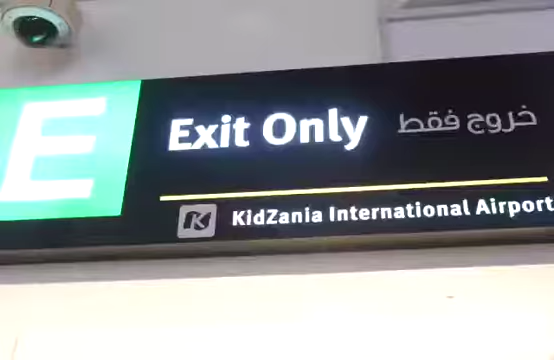 E
Exit Only خروج فقط
K KidZania International Airport